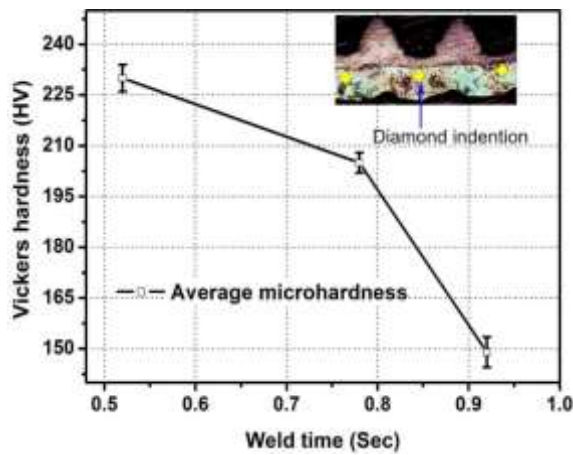 240
225
210
195
180
165
150
Vickers hardness (HV)
Diamond indention
Average microhardness
0.5 0.6 0.7 0.8 0.9 1.0
Weld time (Sec)